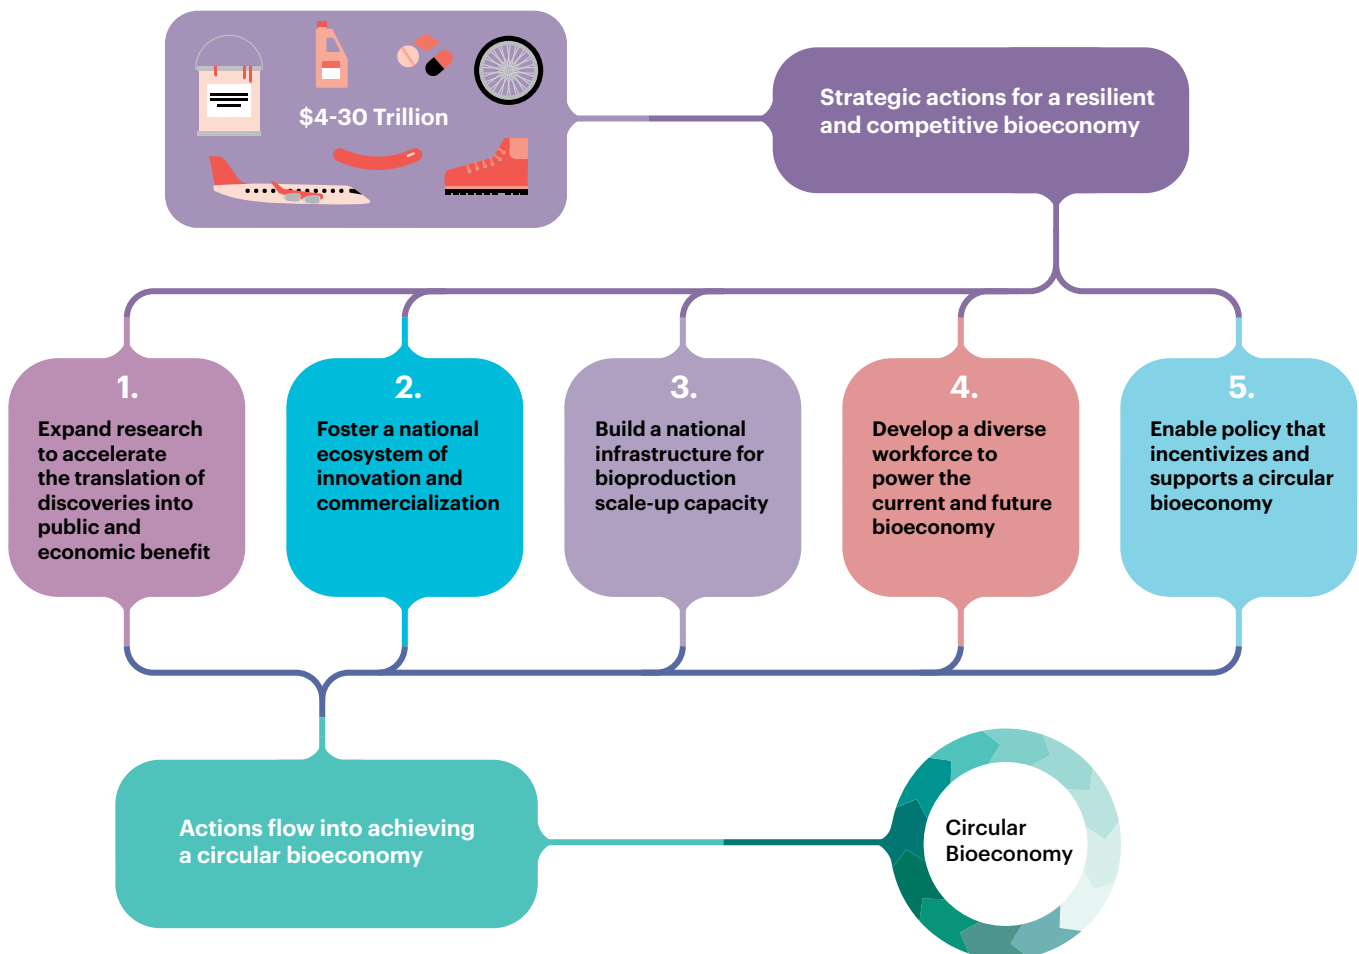 $4-30 Trillion
Strategic actions for a resilient
and competitive bioeconomy
1.
Expand research
to accelerate
the translation of
discoveries into
public and
economic benefit
2.
Foster a national
ecosystem of
innovation and
commercialization
3.
Build a national
infrastructure for
bioproduction
scale-up capacity
4.
Develop a diverse
workforce to
power the
current and future
bioeconomy
5.
Enable policy that
incentivizes and
supports a circular
bioeconomy
Actions flow into achieving
a circular bioeconomy
Circular
Bioeconomy